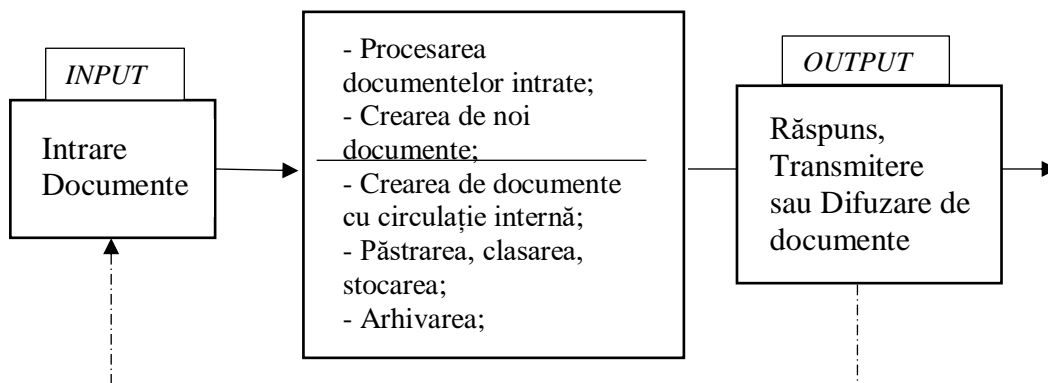 INPUT
Intrare
Documente
- Procesarea
documentelor intrate;
- Crearea de noi
documente;
- Crearea de documente
cu circulație internă;
- Păstrarea, clasarea,
stocarea;
- Arhivarea;
OUTPUT
Răspuns,
Transmitere
sau Difuzare de
documente